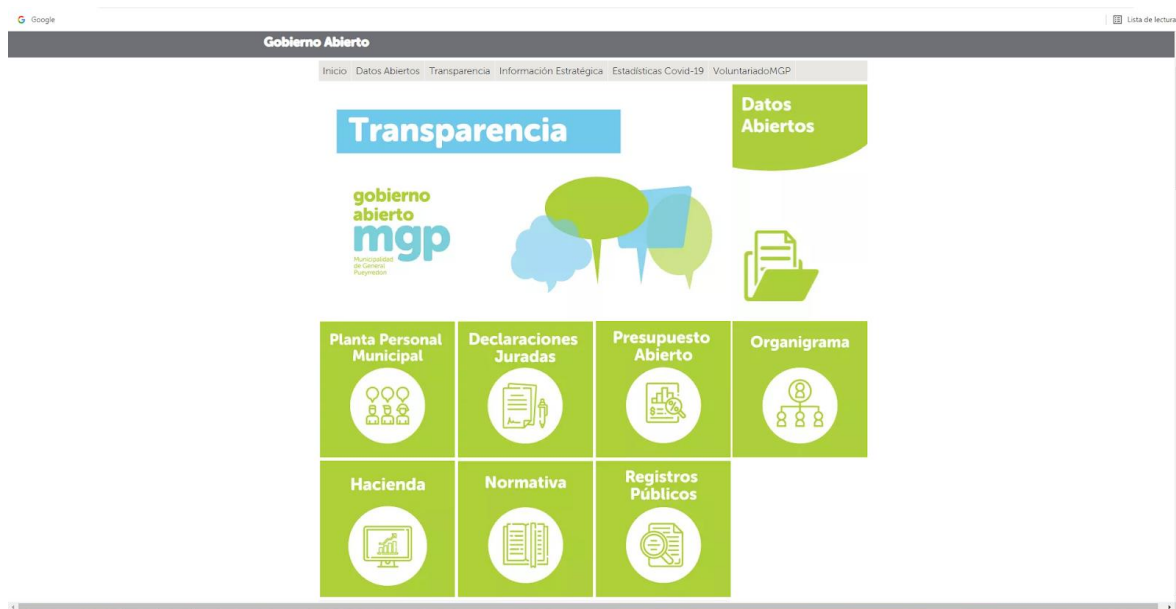 Google
Lista de lectura
Gobierno Abierto
Inicio Datos Abiertos Transparencia Información Estratégica Estadísticas Covid-19 VoluntariadoMGP
Transparencia
Datos
Abiertos
gobierno
abierto
mgp
Municipalidad
de General
Pueyrredon
Planta Personal
Municipal
Declaraciones
Juradas
Presupuesto
Abierto
Organigrama
Hacienda
Normativa
Registros
Públicos